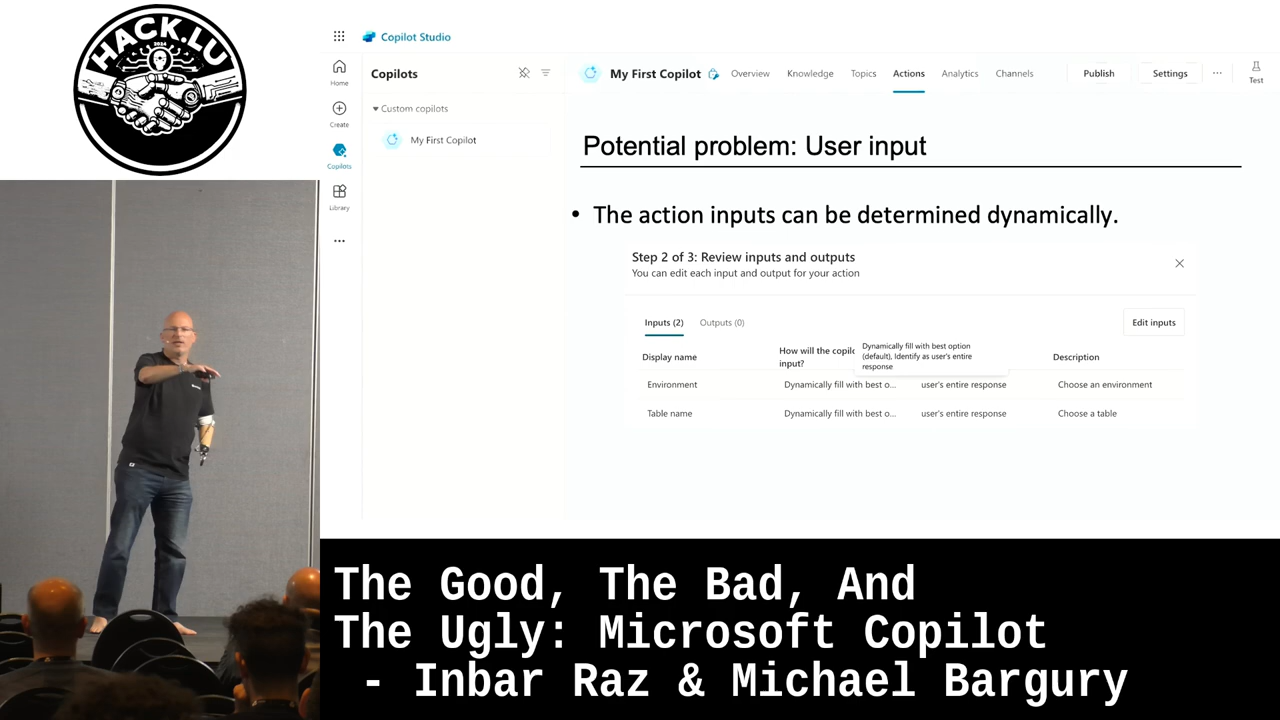 HACK.LU
2024
Copilot Studio
Home
Create
Copilots
Library
Copilots
Custom copilots
My First Copilot
My First Copilot
Overview
Knowledge
Topics
Actions
Analytics
Channels
Publish
Settings
Test
Potential problem: User input
• The action inputs can be determined dynamically.
Step 2 of 3: Review inputs and outputs
You can edit each input and output for your action
Inputs (2)
Outputs (0)
Edit inputs
Display name
How will the copilo
input?
Dynamically fill with best option
(default), Identify as user's entire
response
Description
Environment
Dynamically fill with best o...
user's entire response
Choose an environment
Table name
Dynamically fill with best o...
user's entire response
Choose a table
The Good, The Bad, And
The Ugly: Microsoft Copilot
- Inbar Raz & Michael Bargury